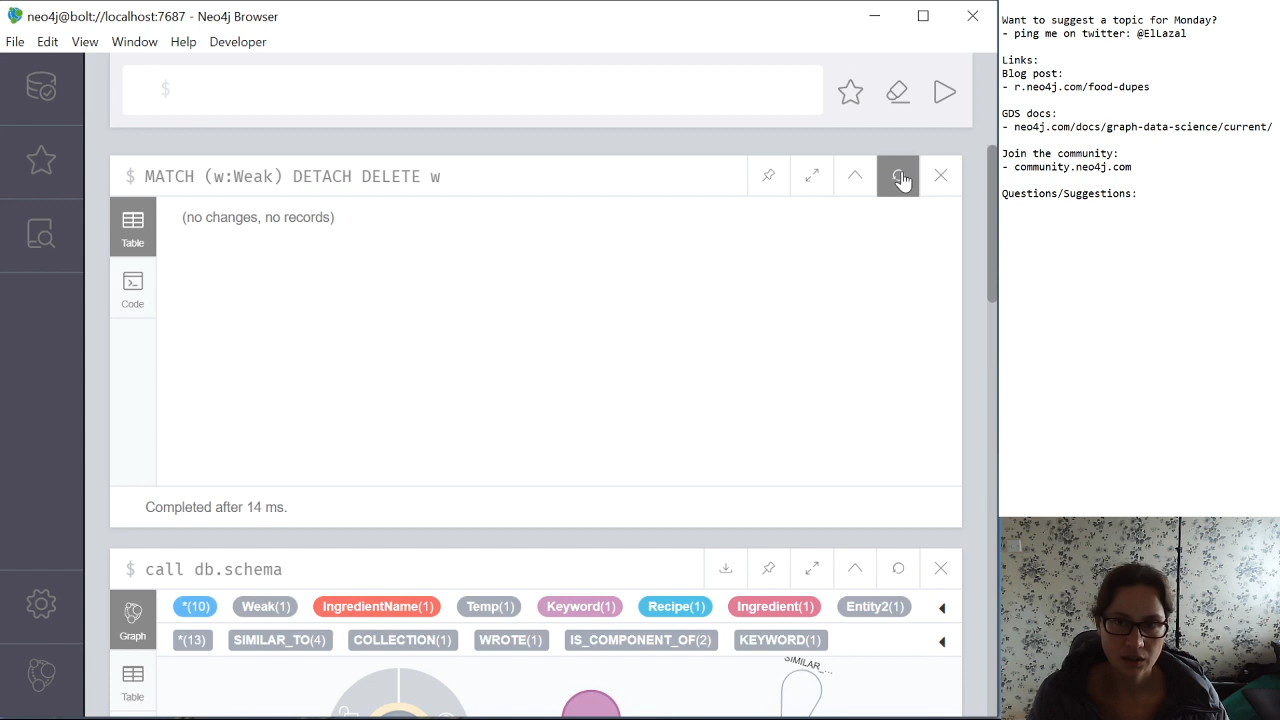 neo4j@bolt://localhost:7687 - Neo4j Browser
File Edit View Window Help Developer
$
$ MATCH (w:Weak) DETACH DELETE w
Table
(no changes, no records)
Code
Completed after 14 ms.
$ call db.schema
*(10) Weak(1) IngredientName(1) Temp(1) Keyword(1) Recipe(1) Ingredient(1) Entity2(1)
Graph
*(13) SIMILAR_TO(4) COLLECTION(1) WROTE(1) IS_COMPONENT_OF(2) KEYWORD(1)
SIMILAR_...
Table
Want to suggest a topic for Monday?
- ping me on twitter: @ElLazal
Links:
Blog post:
- r.neo4j.com/food-dupes
GDS docs:
- neo4j.com/docs/graph-data-science/current/
Join the community:
- community.neo4j.com
Questions/Suggestions: